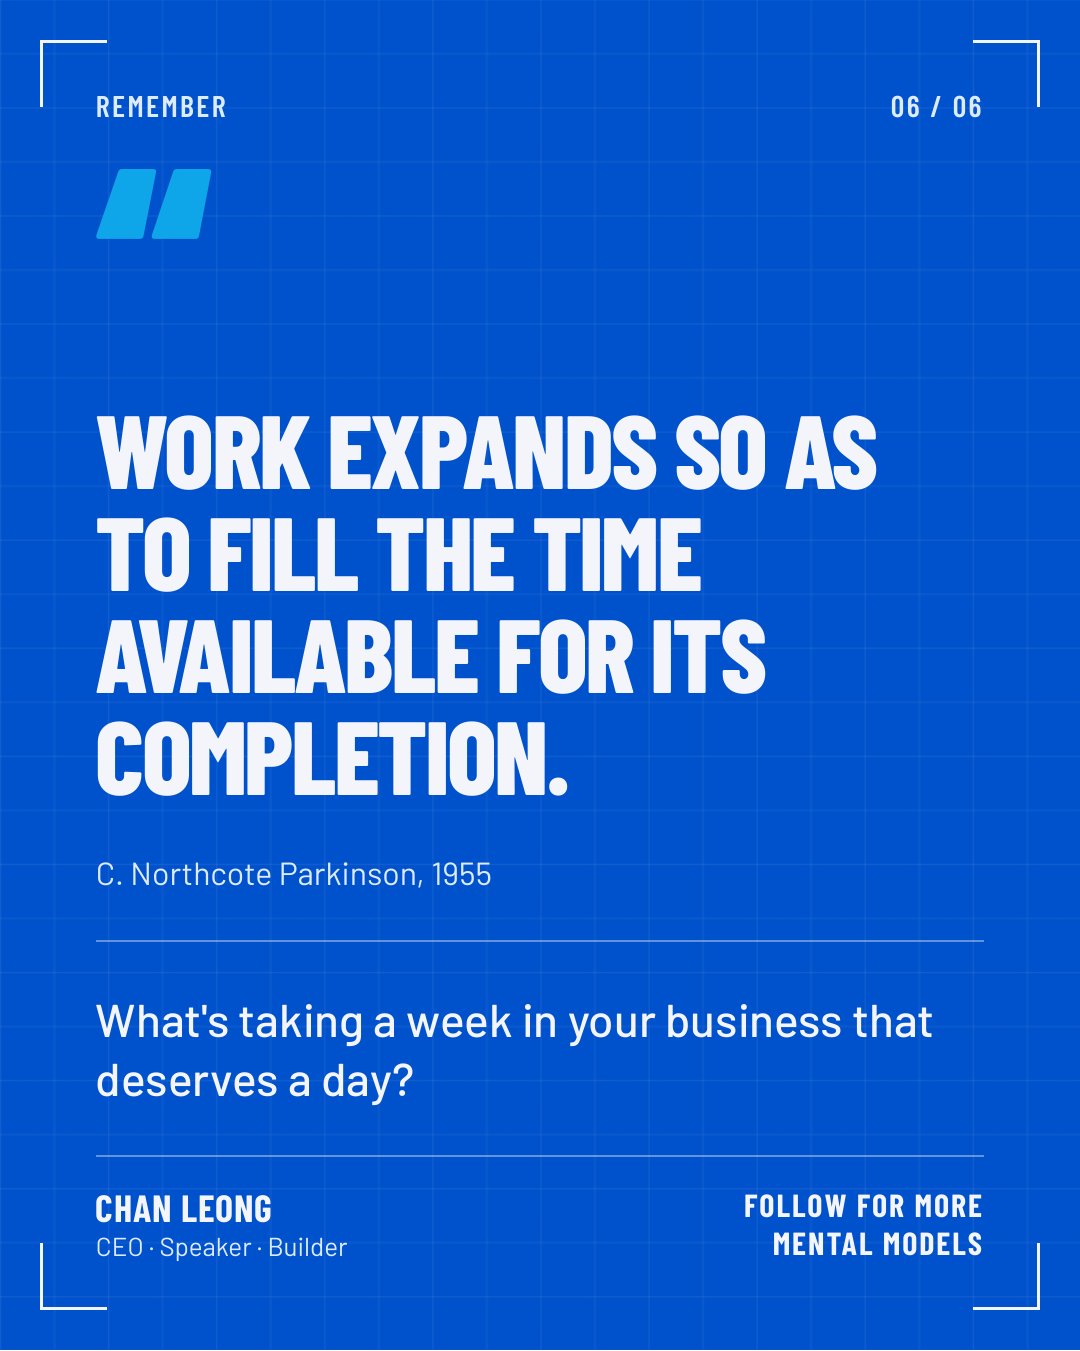 REMEMBER
06 / 06
WORK EXPANDS SO AS
TO FILL THE TIME
AVAILABLE FOR ITS
COMPLETION.
C. Northcote Parkinson, 1955
What's taking a week in your business that
deserves a day?
CHAN LEONG
CEO · Speaker · Builder
FOLLOW FOR MORE
MENTAL MODELS